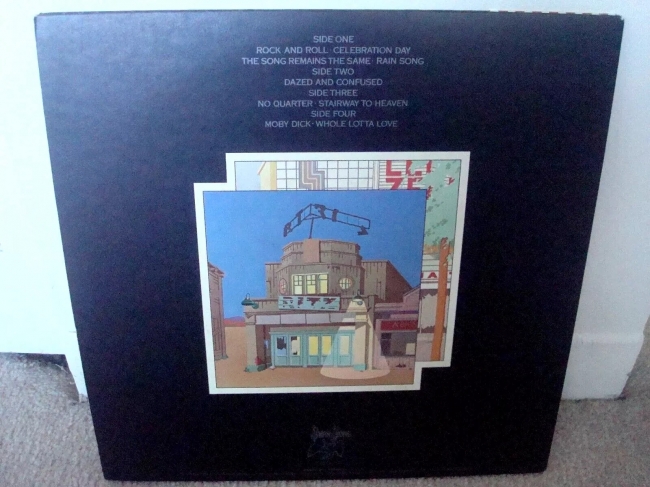 SIDE ONE
ROCK AND ROLL · CELEBRATION DAY
THE SONG REMAINS THE SAME · RAIN SONG
SIDE TWO
DAZED AND CONFUSED
SIDE THREE
NO QUARTER · STAIRWAY TO HEAVEN
SIDE FOUR
MOBY DICK · WHOLE LOTTA LOVE